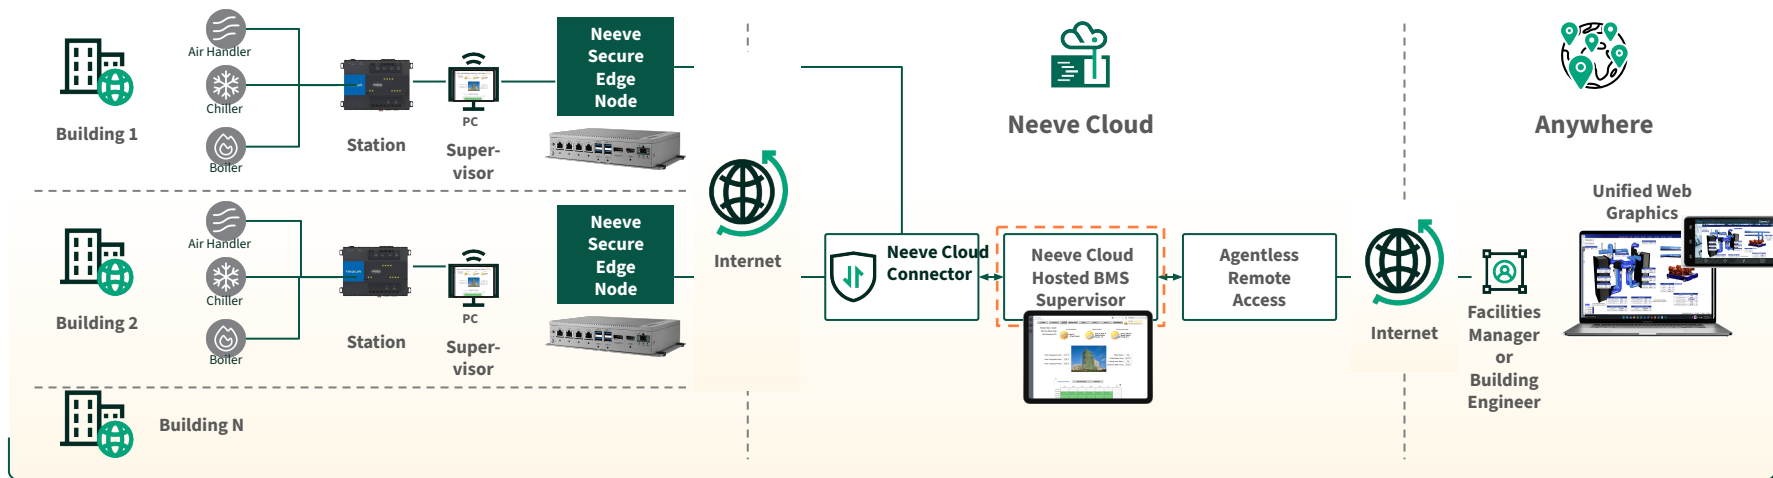 Building 1
Air Handler
Chiller
Boiler
Station
PC
Super-
visor
Neeve
Secure
Edge
Node
Building 2
Air Handler
Chiller
Boiler
Station
PC
Super-
visor
Neeve
Secure
Edge
Node
Building N
Internet
Neeve Cloud
Neeve Cloud
Connector
Neeve Cloud
Hosted BMS
Supervisor
Agentless
Remote
Access
Anywhere
Internet
Facilities
Manager
or
Building
Engineer
Unified Web
Graphics